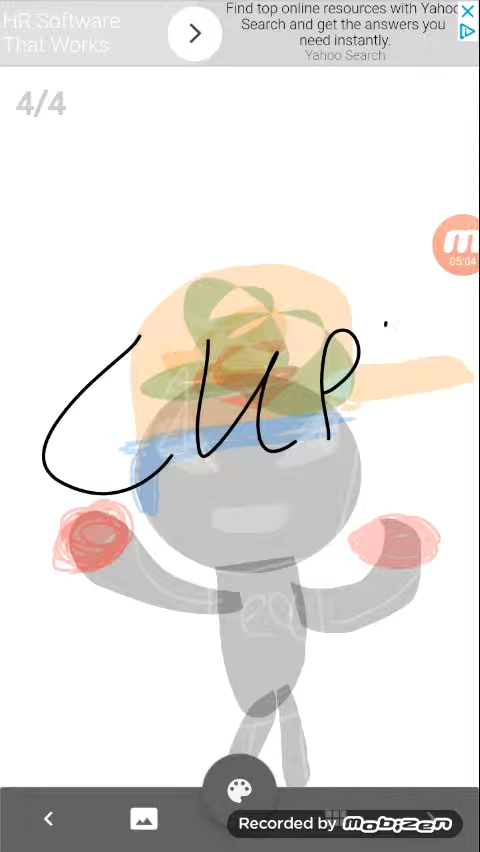 HR Software
That Works
Find top online resources with Yahoo
Search and get the answers you
need instantly.
Yahoo Search
4/4
m
05:04
CUP
eq
Recorded by mobizen